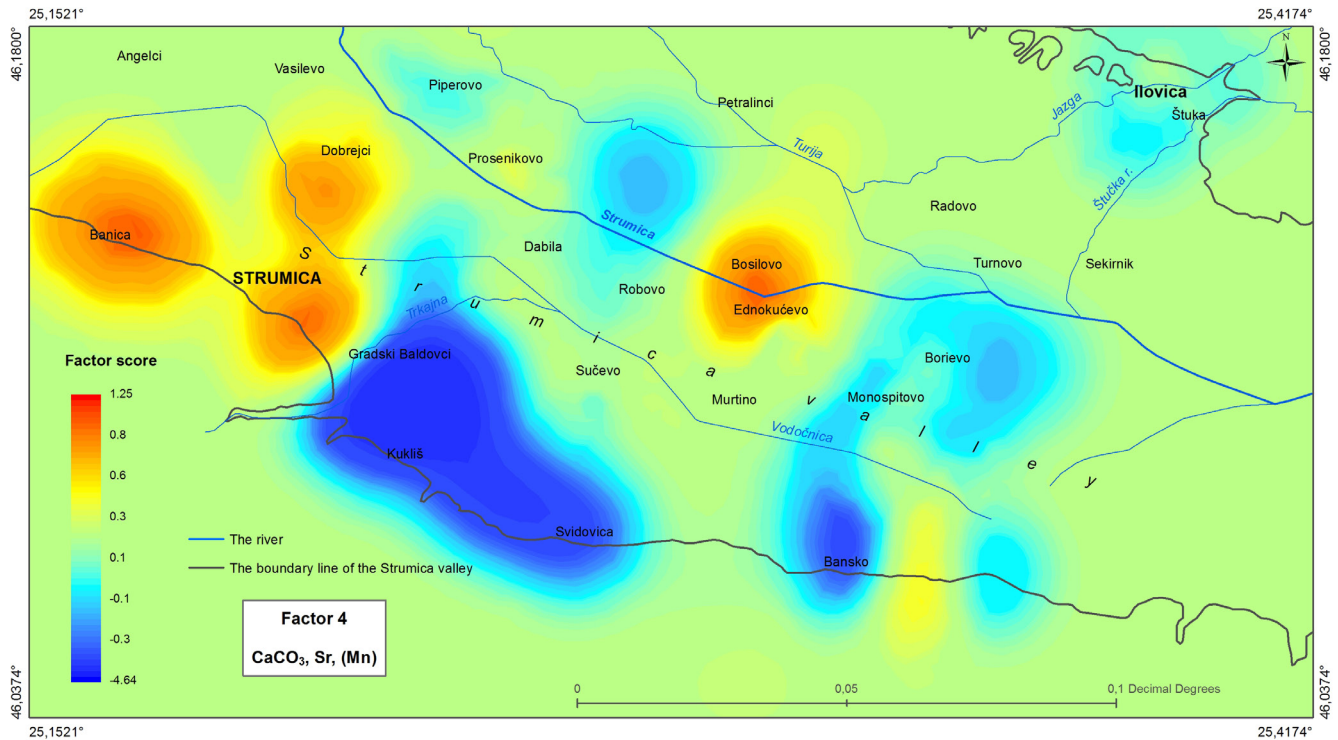 25,1521°
25,4174°
46,1800°
46,1800°
N
Angelci
Vasilevo
Piperovo
Petralinci
Ilovica
Jazga
Štuka
Turija
Dobrejci
Prosenikovo
Štučka r.
Radovo
Strumica
Banica
Dabila
Bosilovo
Turnovo
Sekirnik
STRUMICA
Robovo
Ednokućevo
Trkajna
Strumica valley
Gradski Baldovci
Sučevo
Borievo
Murtino
Monospitovo
Vodočnica
Kukliš
Svidovica
Bansko
Factor score
1.25
0.8
0.6
0.3
0.1
-0.1
-0.3
-4.64
The river
The boundary line of the Strumica valley
Factor 4
CaCO₃, Sr, (Mn)
0
0,05
0,1 Decimal Degrees
46,0374°
46,0374°
25,1521°
25,4174°